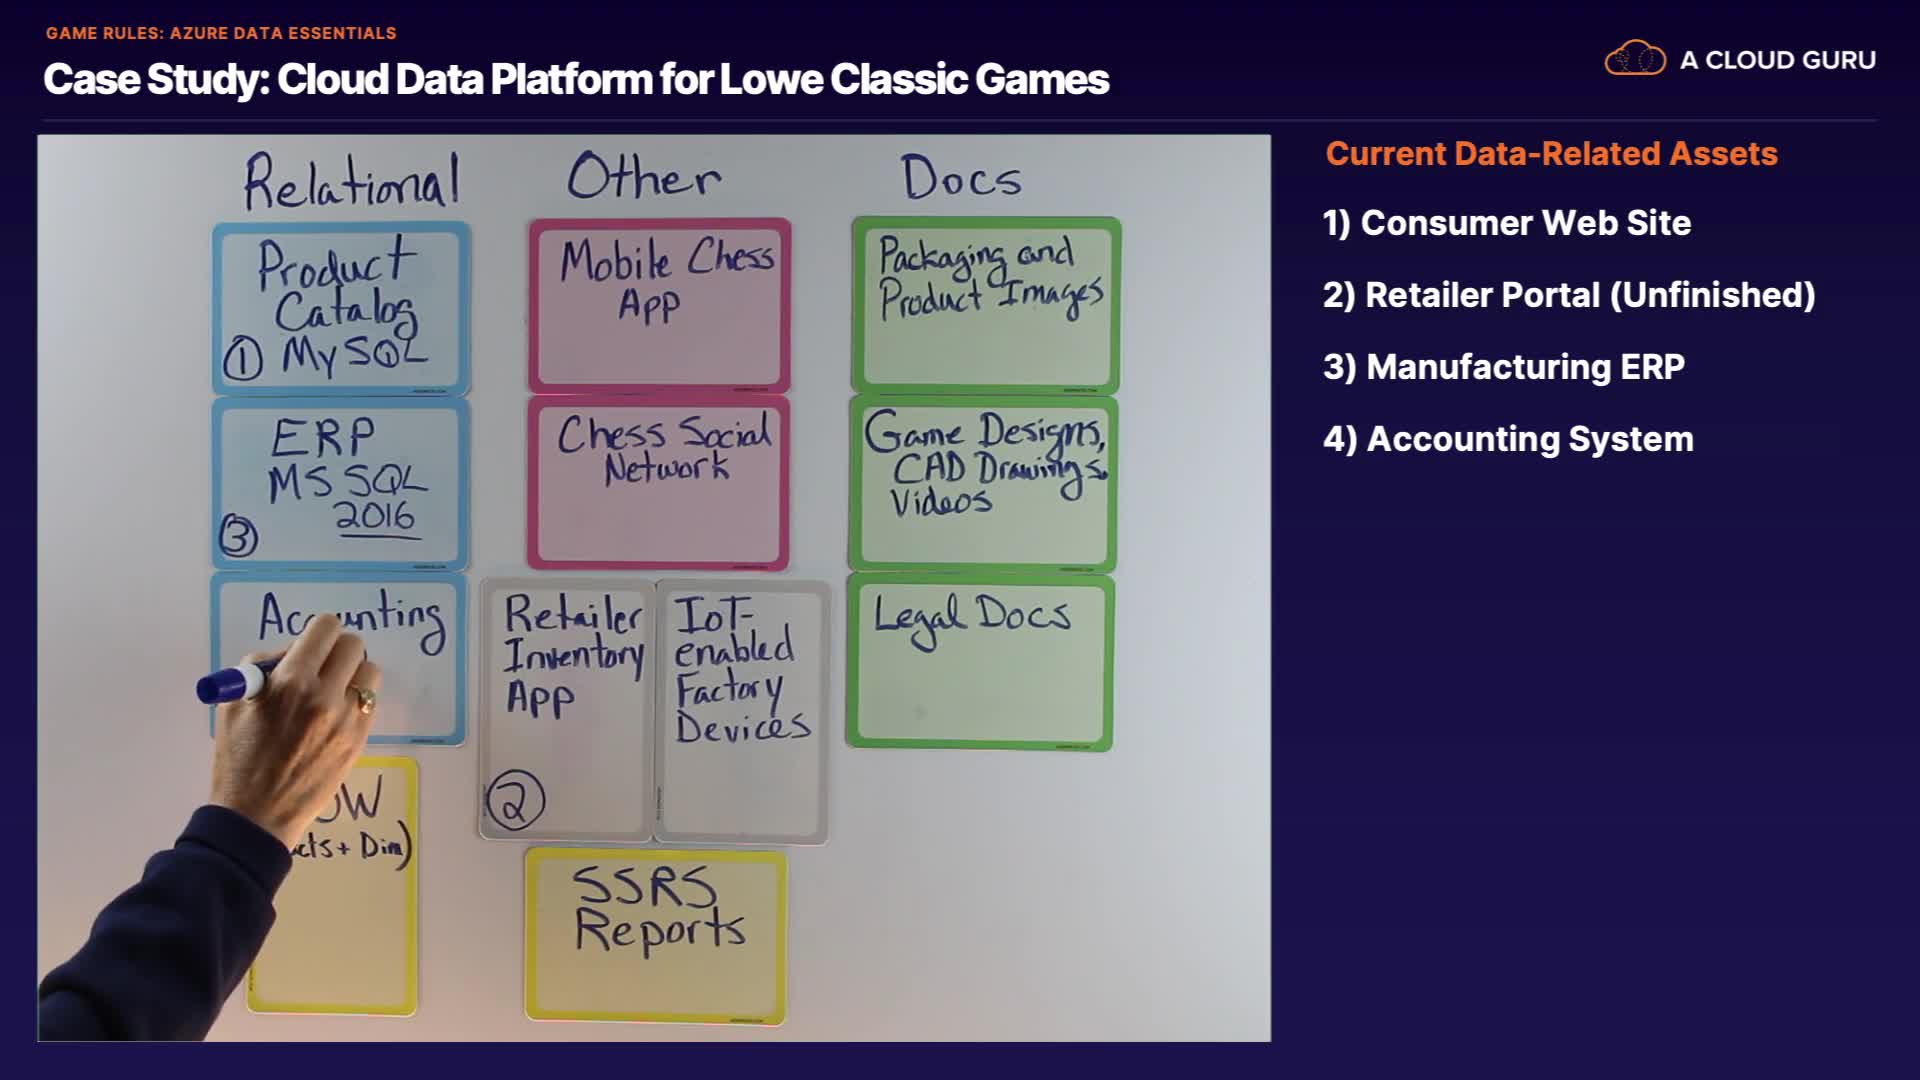 GAME RULES: AZURE DATA ESSENTIALS
Case Study: Cloud Data Platform for Lowe Classic Games
A CLOUD GURU
Relational
Product
Catalog
① MySQL
ERP
MS SQL
2016
③
Accounting
(Facts + Dim)
Other
Mobile Chess
App
Chess Social
Network
Retailer
Inventory
App
②
IoT-
enabled
Factory
Devices
SSRS
Reports
Docs
Packaging and
Product Images
Game Designs,
CAD Drawings,
Videos
Legal Docs
Current Data-Related Assets
1) Consumer Web Site
2) Retailer Portal (Unfinished)
3) Manufacturing ERP
4) Accounting System